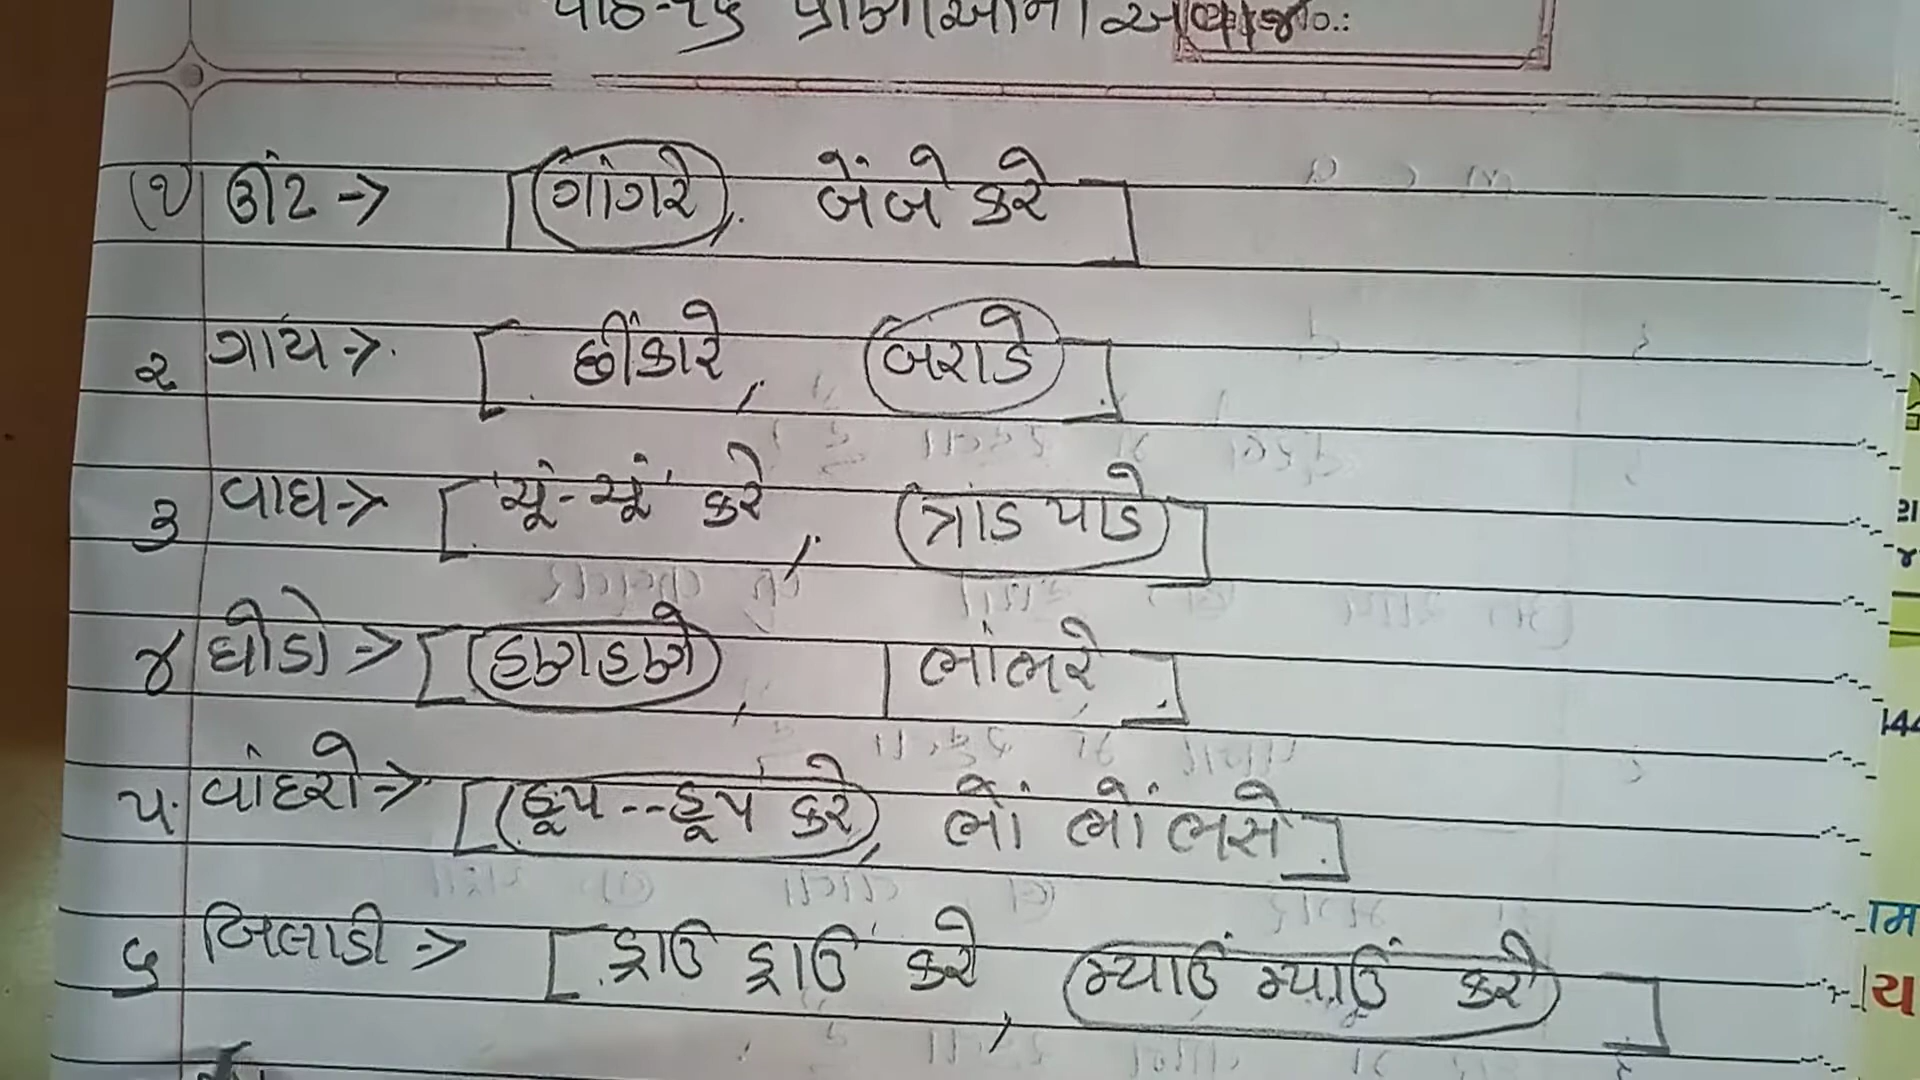 પાઠ-૨૬ પ્રાણીઓના અવાજ
(૧) ઊંટ -> [ ગાંગરે, બેંબે કરે ]
૨ ગાય -> [ છીંકારે, બરાડે ]
૩ વાઘ -> [ 'ચૂં-ચૂં' કરે, ત્રાડ પાડે ]
૪ ઘોડો -> [ હણહણે, ભાંભરે ]
૫. વાંદરો -> [ હૂપ--હૂપ કરે, ભોં ભોં ભસે ]
૬ બિલાડી -> [ હાઉ હાઉ કરે, મ્યાઉં મ્યાઉં કરે ]